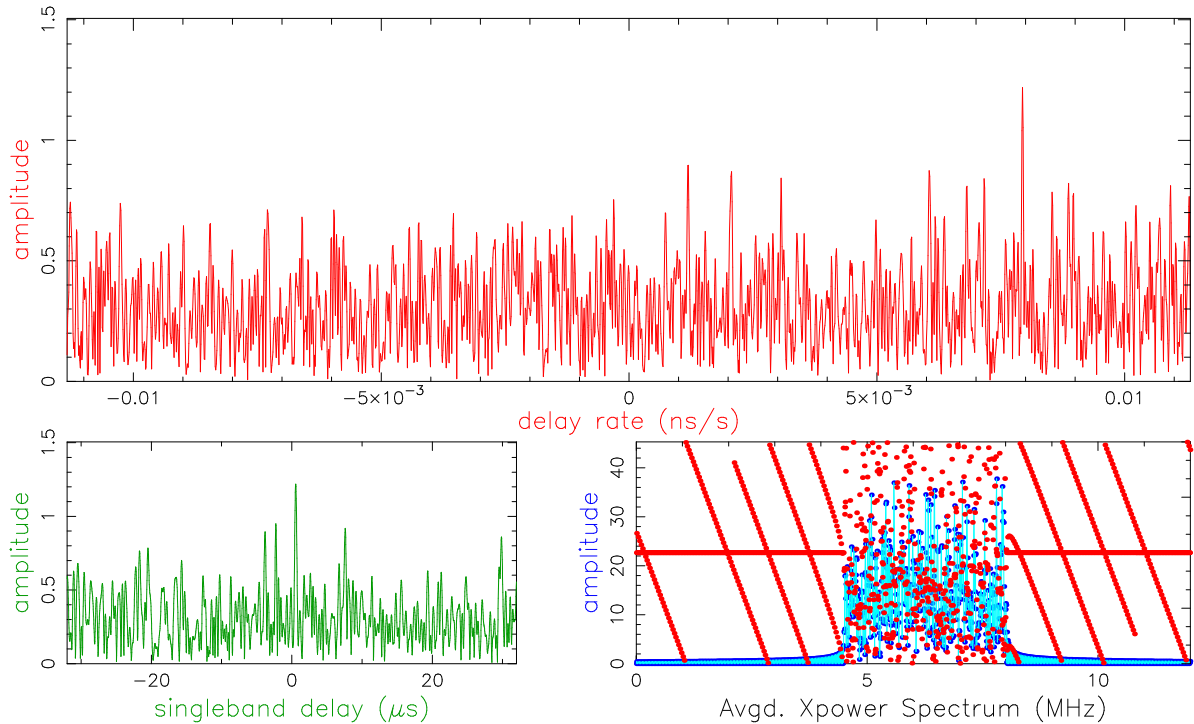 amplitude
0 0.5 1 1.5
−0.01 −5×10⁻³ 0 5×10⁻³ 0.01
delay rate (ns/s)
amplitude
0 0.5 1 1.5
−20 0 20
singleband delay (μs)
amplitude
0 10 20 30 40
0 5 10
Avgd. Xpower Spectrum (MHz)